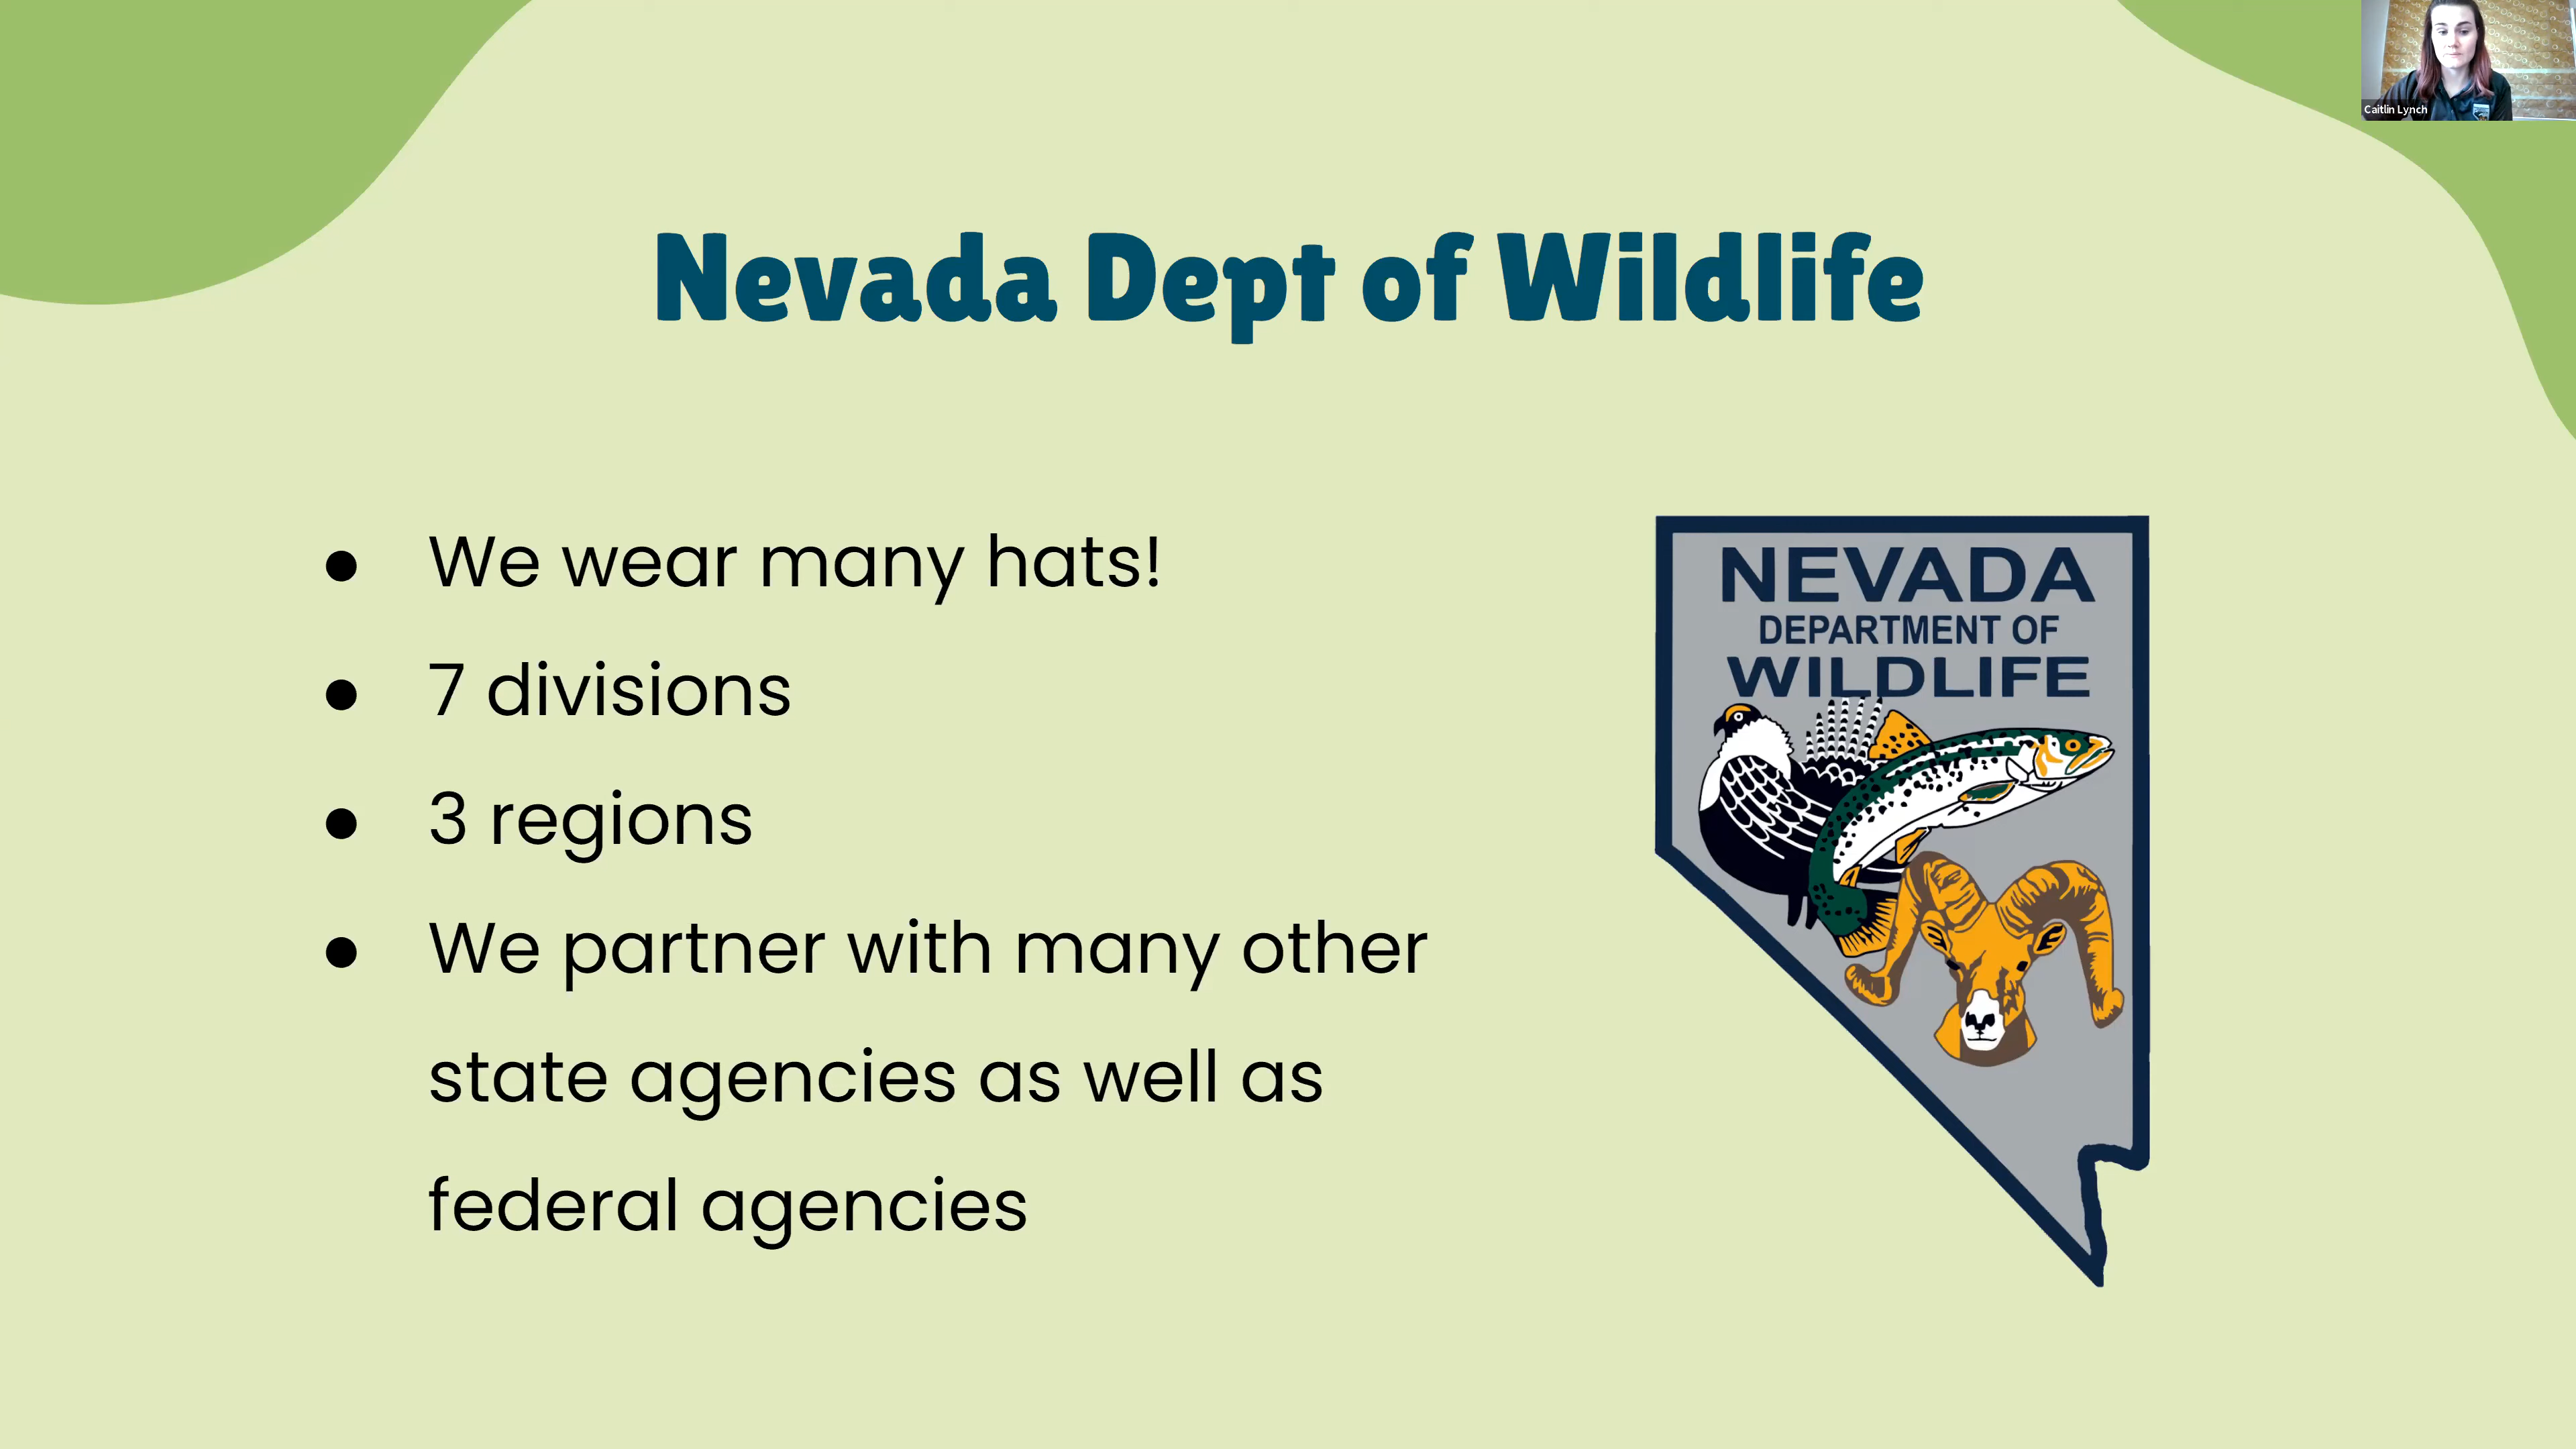 Caitlin Lynch
Nevada Dept of Wildlife
● We wear many hats!
● 7 divisions
● 3 regions
● We partner with many other
state agencies as well as
federal agencies
NEVADA
DEPARTMENT OF
WILDLIFE